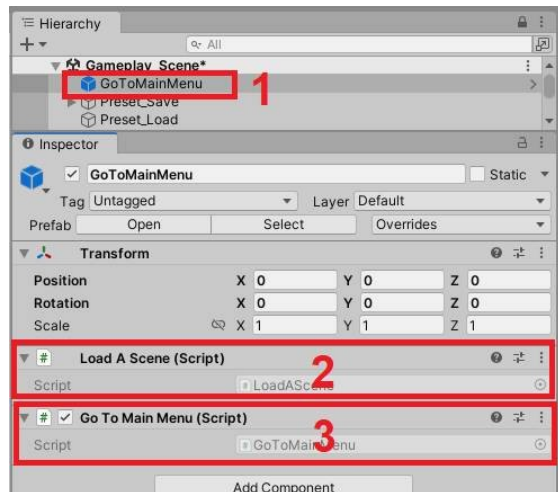 Hierarchy
All
Gameplay_Scene*
GoToMainMenu 1
Preset_Save
Preset_Load
Inspector
GoToMainMenu Static
Tag Untagged Layer Default
Prefab Open Select Overrides
Transform
Position X 0 Y 0 Z 0
Rotation X 0 Y 0 Z 0
Scale X 1 Y 1 Z 1
# Load A Scene (Script) 2
Script LoadAScene
# Go To Main Menu (Script) 3
Script GoToMainMenu
Add Component